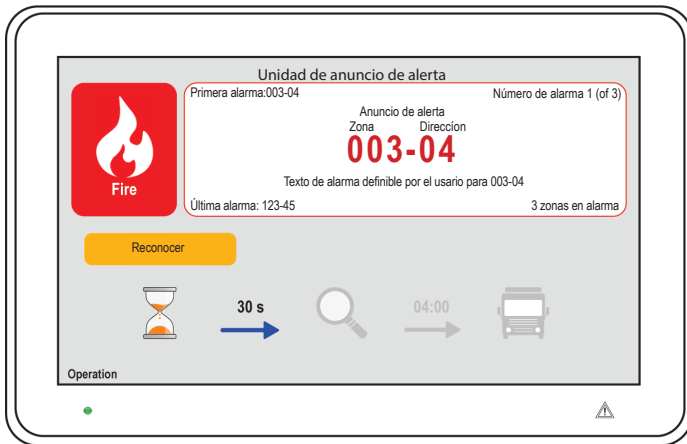 Unidad de anuncio de alerta
Primera alarma:003-04
Número de alarma 1 (of 3)
Anuncio de alerta
Zona Direccíon
003-04
Fire
Texto de alarma definible por el usario para 003-04
Última alarma: 123-45
3 zonas en alarma
Reconocer
30 s
04:00
Operation